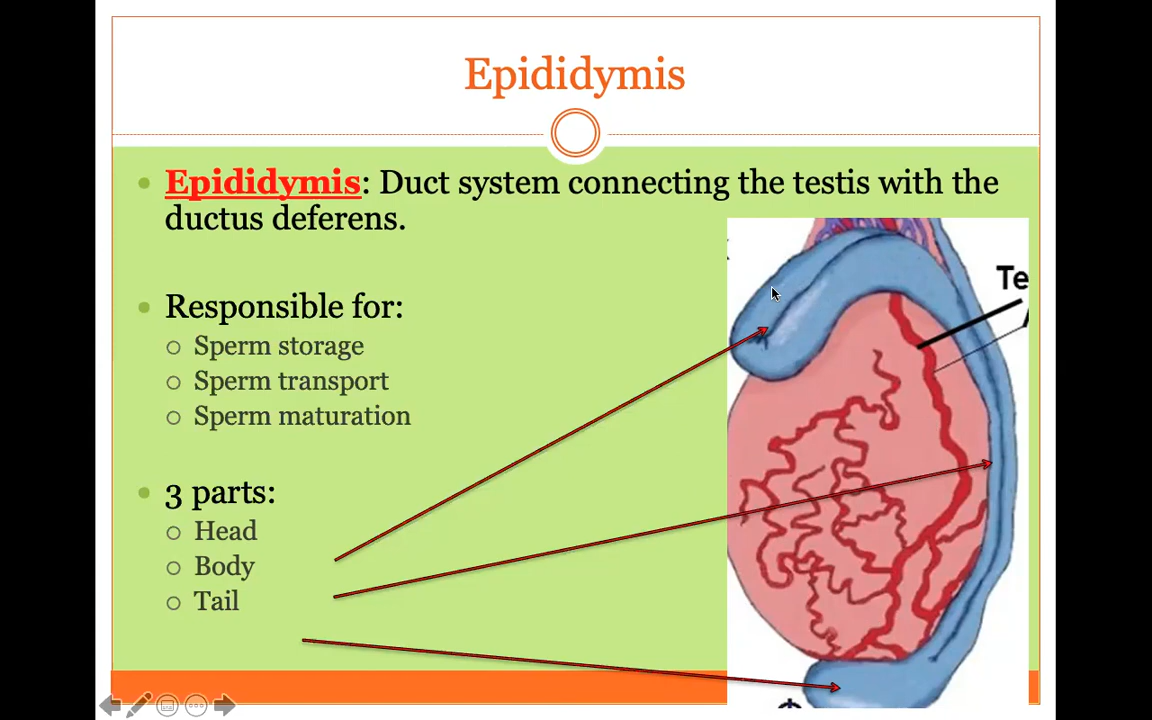 Epididymis
Epididymis: Duct system connecting the testis with the
ductus deferens.
Responsible for:
Sperm storage
Sperm transport
Sperm maturation
3 parts:
Head
Body
Tail
Te